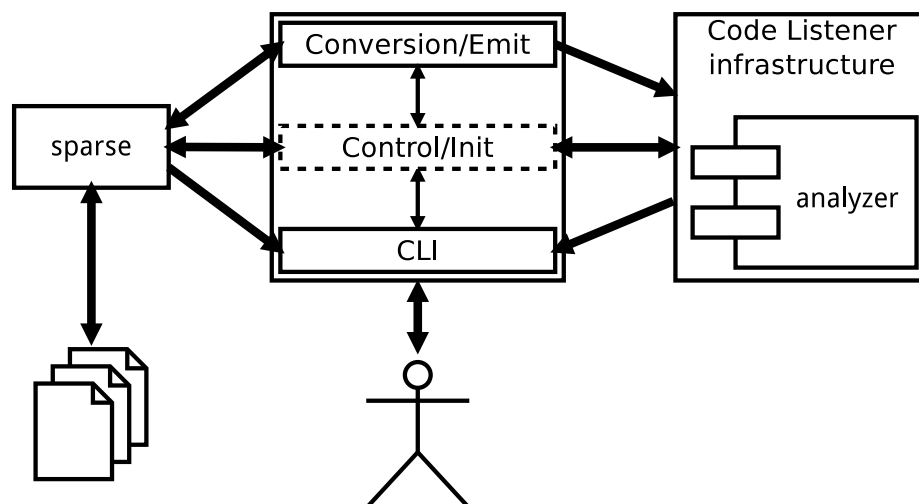 Conversion/Emit
Code Listener
infrastructure
sparse
Control/Init
analyzer
CLI